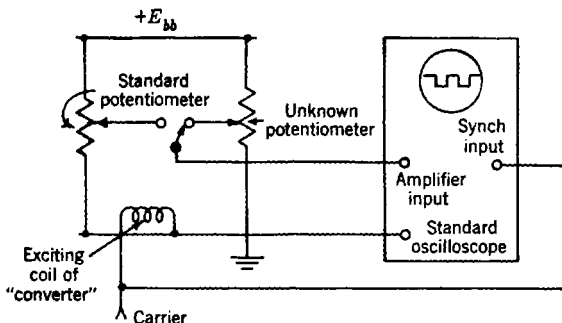 +E_bb
Standard
potentiometer
Unknown
potentiometer
Synch
input
Amplifier
input
Standard
oscilloscope
Exciting
coil of
"converter"
Carrier